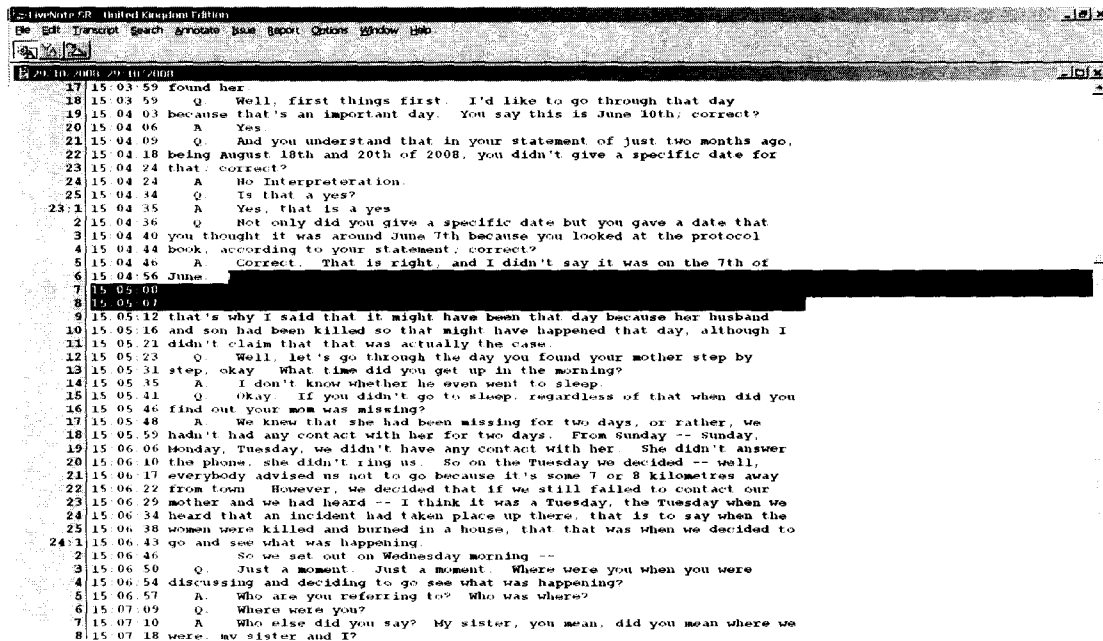 LiveNote SR - United Kingdom Edition
File Edit Transcript Search Annotate Issue Report Options Window Help
29.10.2008 29/10/2008
17 15:03:59 found her.
18 15:03:59 Q. Well, first things first. I'd like to go through that day
19 15:04:03 because that's an important day. You say this is June 10th; correct?
20 15:04:06 A Yes.
21 15:04:09 Q. And you understand that in your statement of just two months ago,
22 15:04:18 being August 18th and 20th of 2008, you didn't give a specific date for
23 15:04:24 that, correct?
24 15:04:24 A No Interpreteration.
25 15:04:34 Q. Is that a yes?
23:1 15:04:35 A Yes, that is a yes
2 15:04:36 Q. Not only did you give a specific date but you gave a date that
3 15:04:40 you thought it was around June 7th because you looked at the protocol
4 15:04:44 book, according to your statement; correct?
5 15:04:46 A. Correct. That is right, and I didn't say it was on the 7th of
6 15:04:56 June.
7 15:05:00
8 15:05:07
9 15:05:12 that's why I said that it might have been that day because her husband
10 15:05:16 and son had been killed so that might have happened that day, although I
11 15:05:21 didn't claim that that was actually the case.
12 15:05:23 Q. Well, let's go through the day you found your mother step by
13 15:05:31 step, okay What time did you get up in the morning?
14 15:05:35 A. I don't know whether he even went to sleep.
15 15:05:41 Q. Okay. If you didn't go to sleep, regardless of that when did you
16 15:05:46 find out your mom was missing?
17 15:05:48 A. We knew that she had been missing for two days, or rather, we
18 15:05:59 hadn't had any contact with her for two days. From Sunday -- Sunday,
19 15:06:06 Monday, Tuesday, we didn't have any contact with her. She didn't answer
20 15:06:10 the phone, she didn't ring us. So on the Tuesday we decided -- well,
21 15:06:17 everybody advised us not to go because it's some 7 or 8 kilometres away
22 15:06:22 from town However, we decided that if we still failed to contact our
23 15:06:29 mother and we had heard -- I think it was a Tuesday, the Tuesday when we
24 15:06:34 heard that an incident had taken place up there, that is to say when the
25 15:06:38 women were killed and burned in a house, that that was when we decided to
24:1 15:06:43 go and see what was happening.
2 15:06:46 So we set out on Wednesday morning --
3 15:06:50 Q. Just a moment. Just a moment. Where were you when you were
4 15:06:54 discussing and deciding to go see what was happening?
5 15:06:57 A. Who are you referring to? Who was where?
6 15:07:09 Q. Where were you?
7 15:07:10 A Who else did you say? My sister, you mean, did you mean where we
8 15:07:18 were, my sister and I?